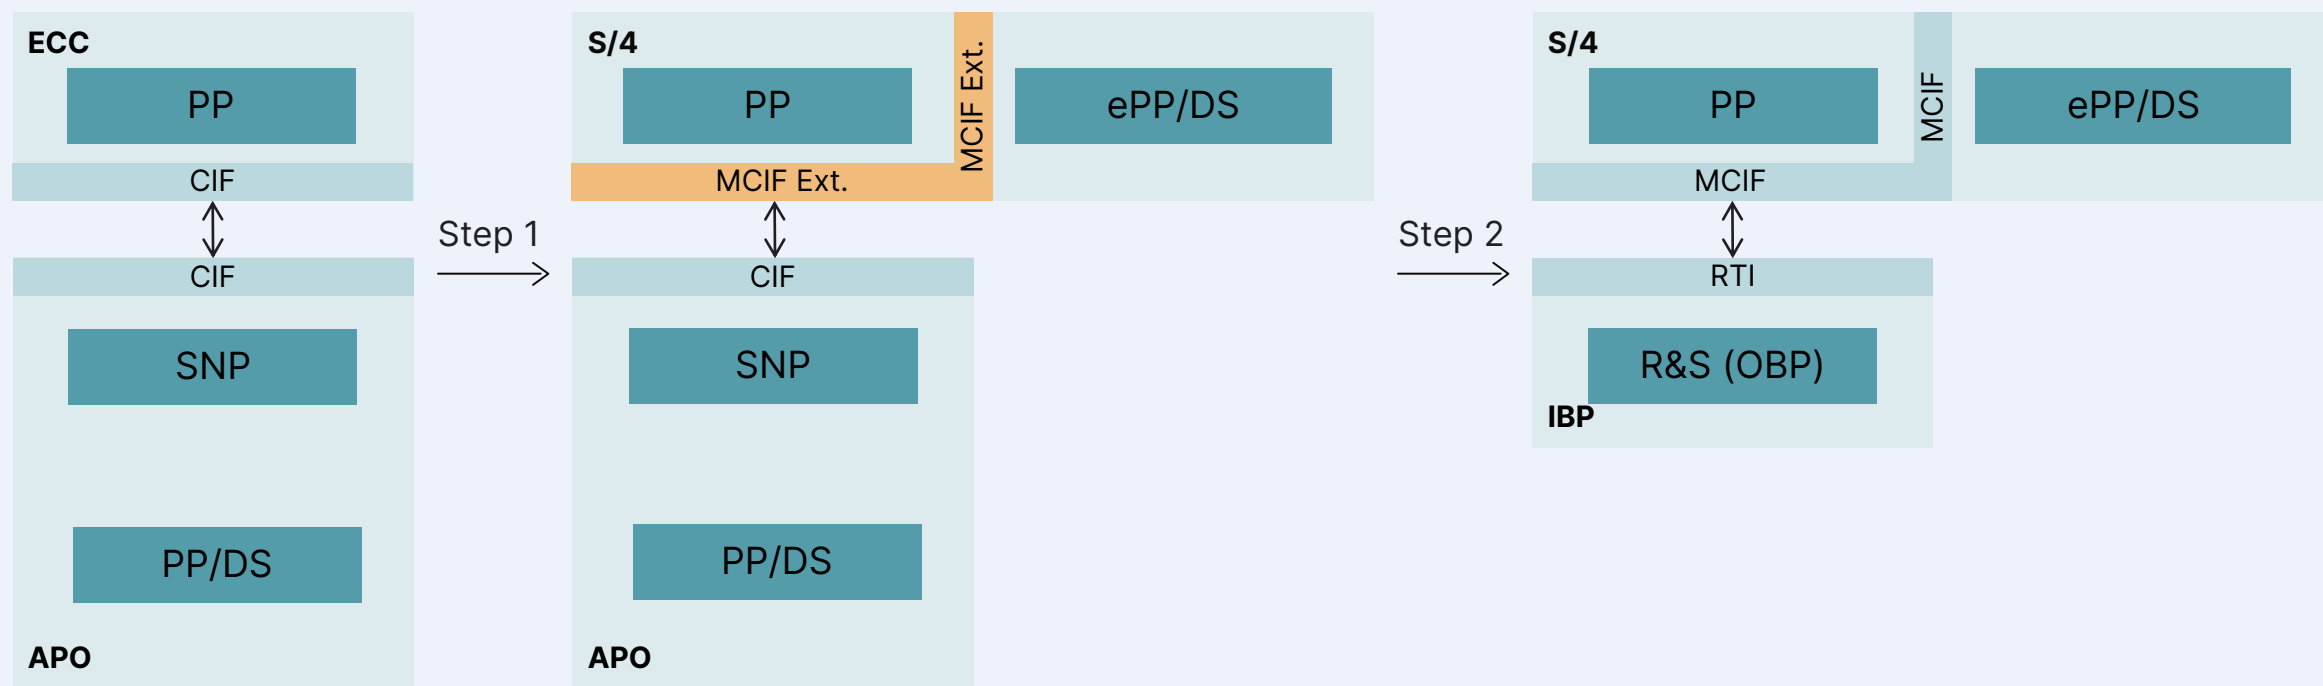 ECC
PP
CIF
CIF
SNP
PP/DS
APO
Step 1
S/4
PP
MCIF Ext.
ePP/DS
MCIF Ext.
CIF
SNP
PP/DS
APO
Step 2
S/4
PP
MCIF
ePP/DS
MCIF
RTI
R&S (OBP)
IBP